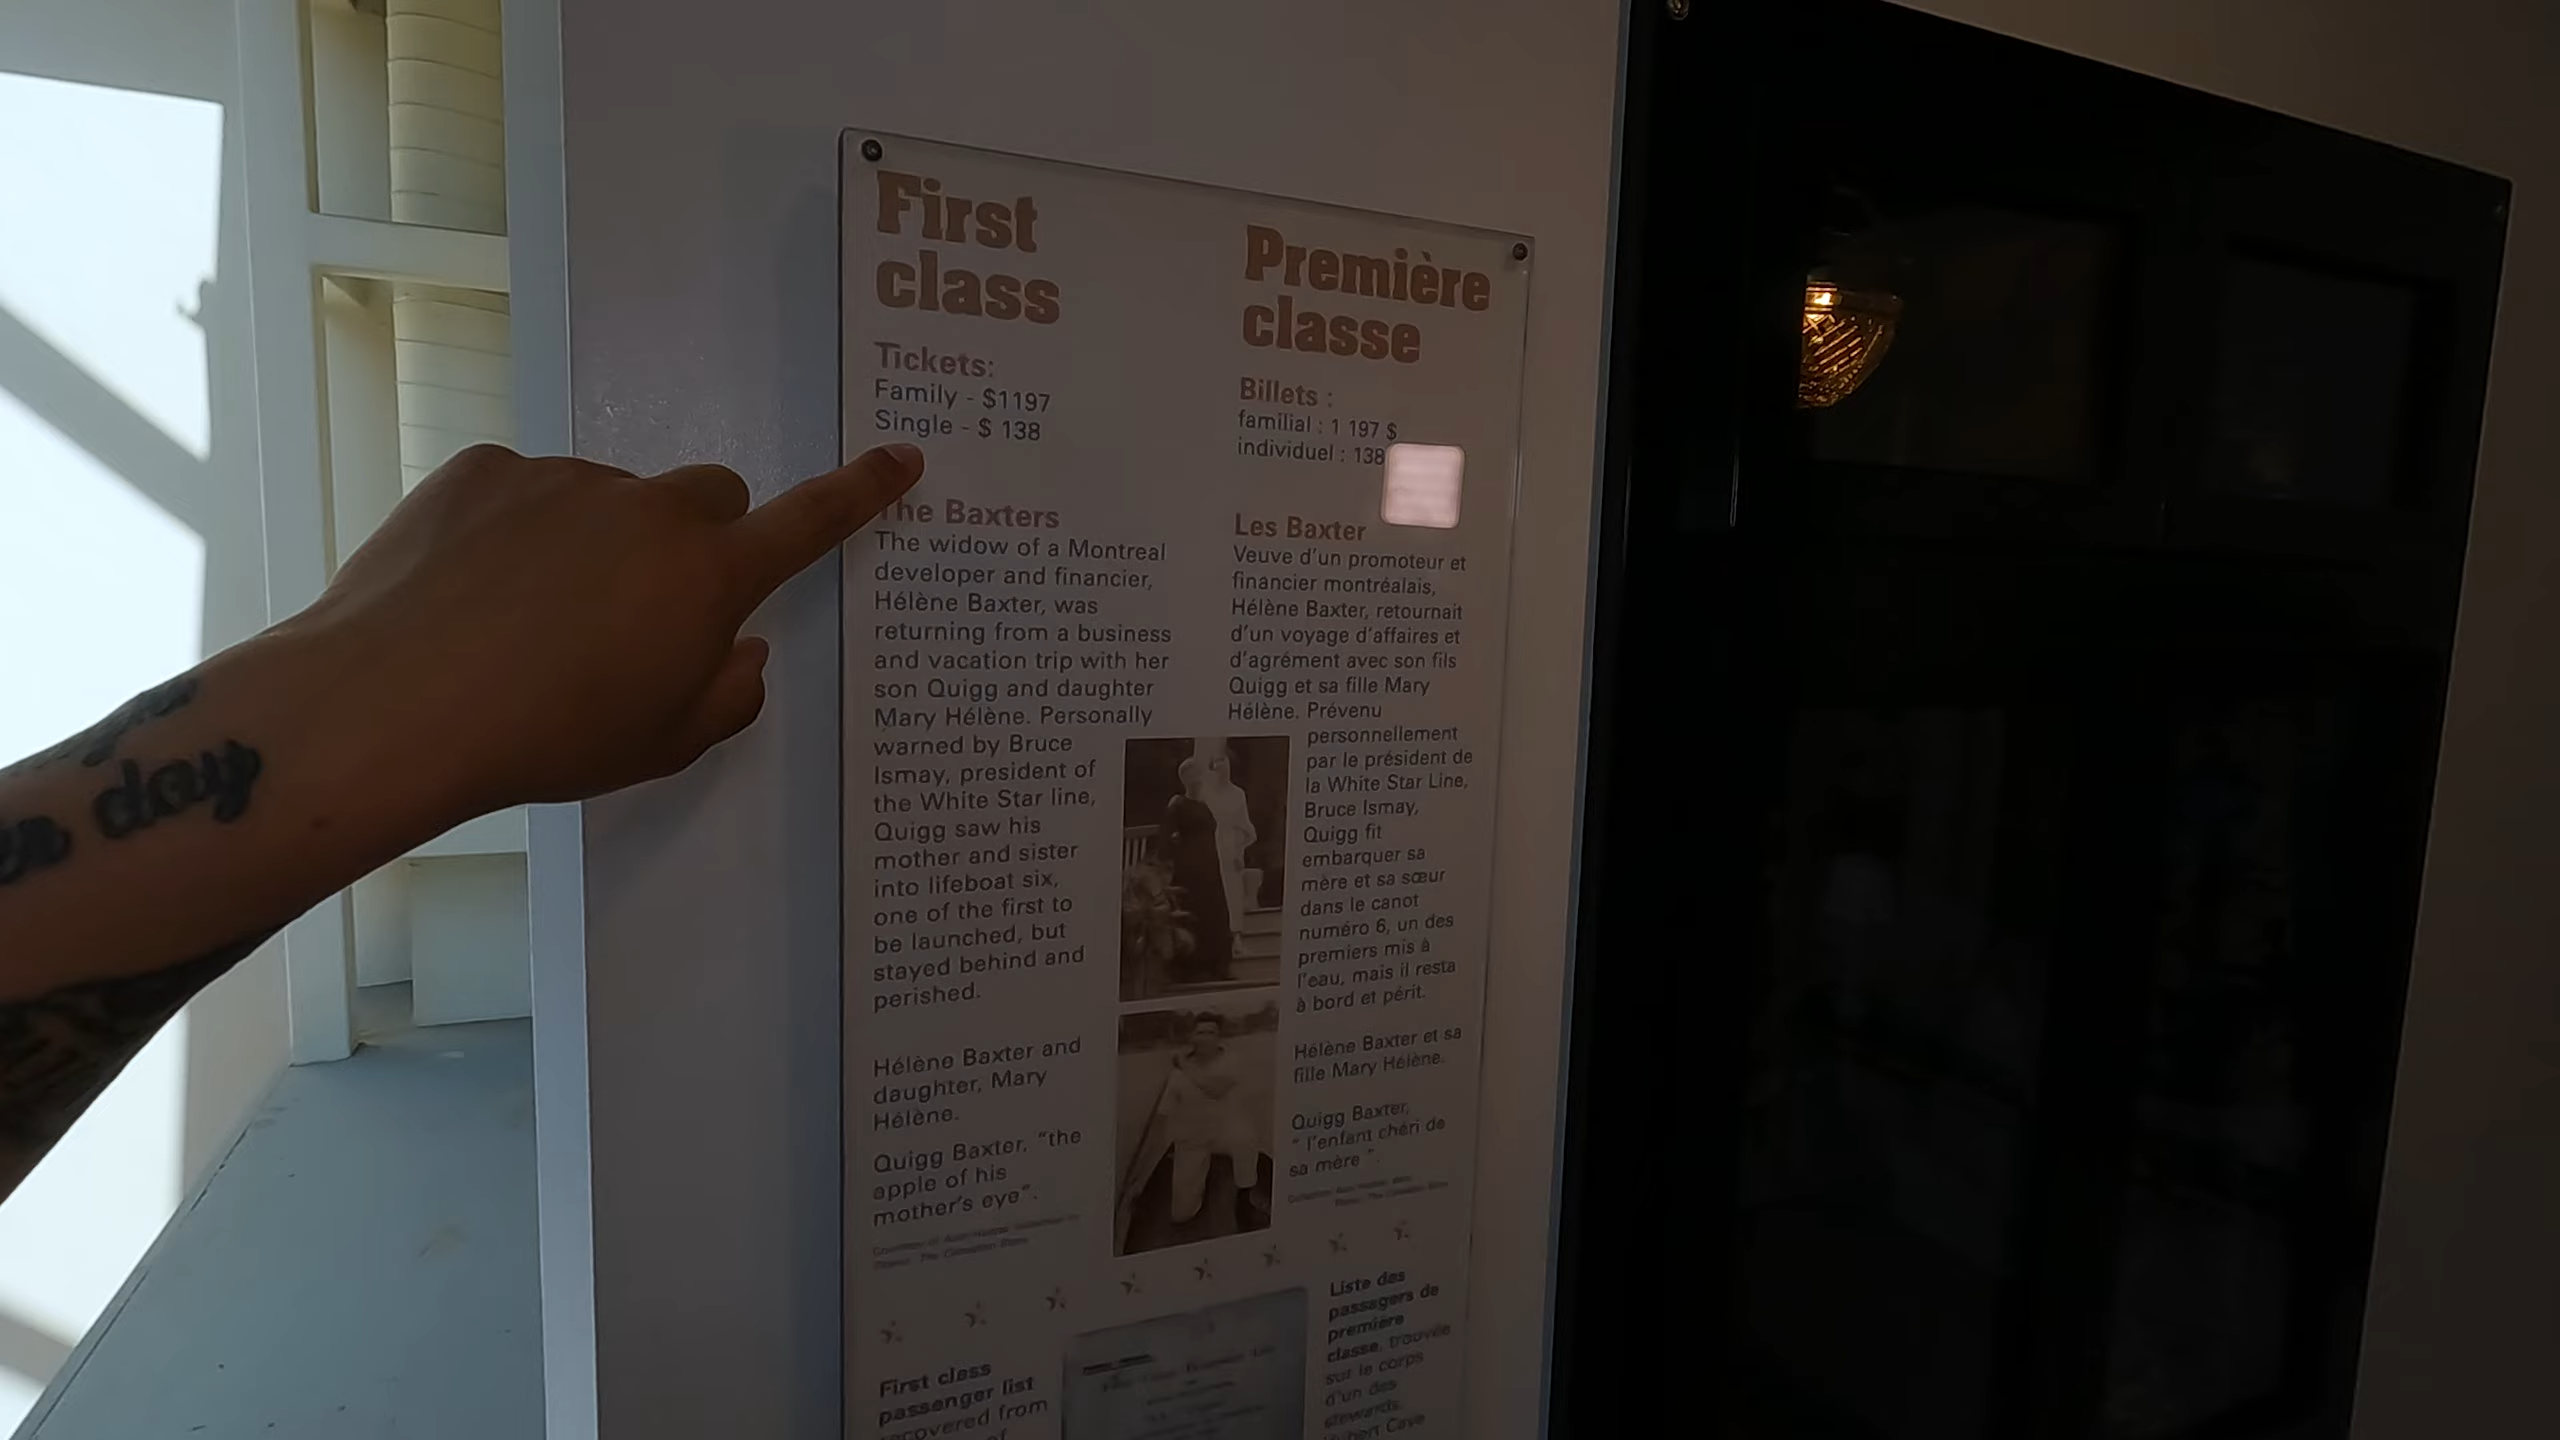 First
class
Tickets:
Family - $1197
Single - $ 138
The Baxters
The widow of a Montreal
developer and financier,
Hélène Baxter, was
returning from a business
and vacation trip with her
son Quigg and daughter
Mary Hélène. Personally
warned by Bruce
Ismay, president of
the White Star line,
Quigg saw his
mother and sister
into lifeboat six,
one of the first to
be launched, but
stayed behind and
perished.
Hélène Baxter and
daughter, Mary
Hélène.
Quigg Baxter, "the
apple of his
mother's eye".
First class
passenger list
recovered from
of
Première
classe
Billets :
familial : 1 197 $
individuel : 138
Les Baxter
Veuve d'un promoteur et
financier montréalais,
Hélène Baxter, retournait
d'un voyage d'affaires et
d'agrément avec son fils
Quigg et sa fille Mary
Hélène. Prévenu
personnellement
par le président de
la White Star Line,
Bruce Ismay,
Quigg fit
embarquer sa
mère et sa sœur
dans le canot
numéro 6, un des
premiers mis à
l'eau, mais il resta
à bord et périt.
Hélène Baxter et sa
fille Mary Hélène.
Quigg Baxter,
" l'enfant chéri de
sa mère ".
Liste des
passagers de
première
classe, trouvée
sur le corps
d'un des
stewards,
Cave
day